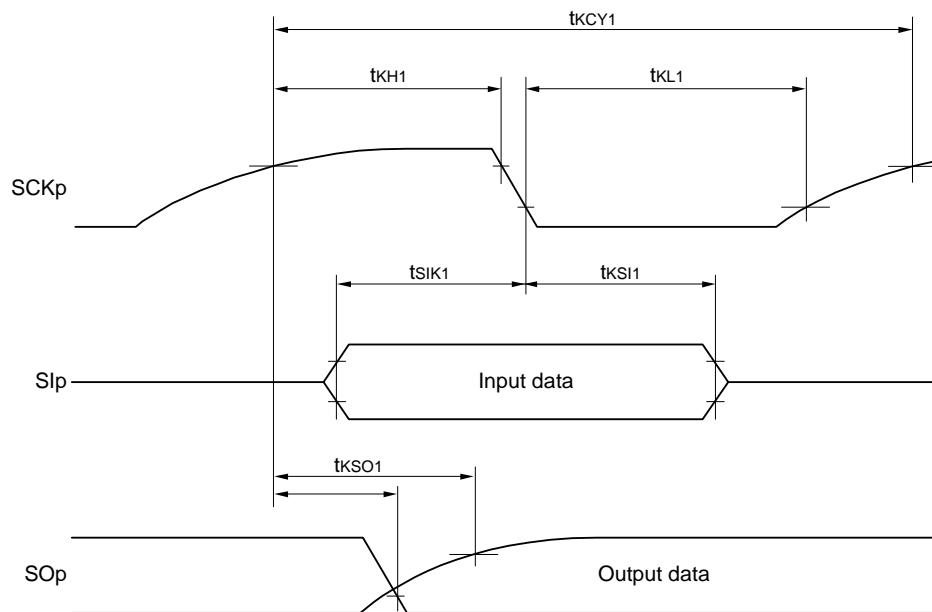 tKCY1
tKH1
tKL1
SCKp
tSIK1
tKSI1
SIp
Input data
tKSO1
SOp
Output data